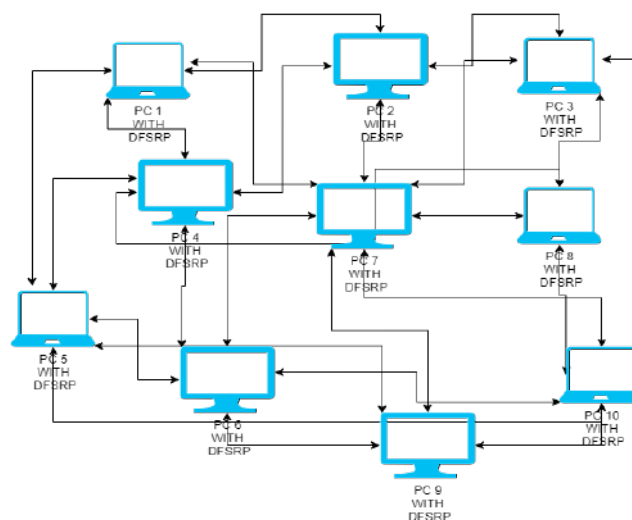 PC 1
WITH
DFSRP
PC 2
WITH
DFSRP
PC 3
WITH
DFSRP
PC 4
WITH
DFSRP
PC 7
WITH
DFSRP
PC 8
WITH
DFSRP
PC 5
WITH
DFSRP
PC 6
WITH
DFSRP
PC 10
WITH
DFSRP
PC 9
WITH
DFSRP